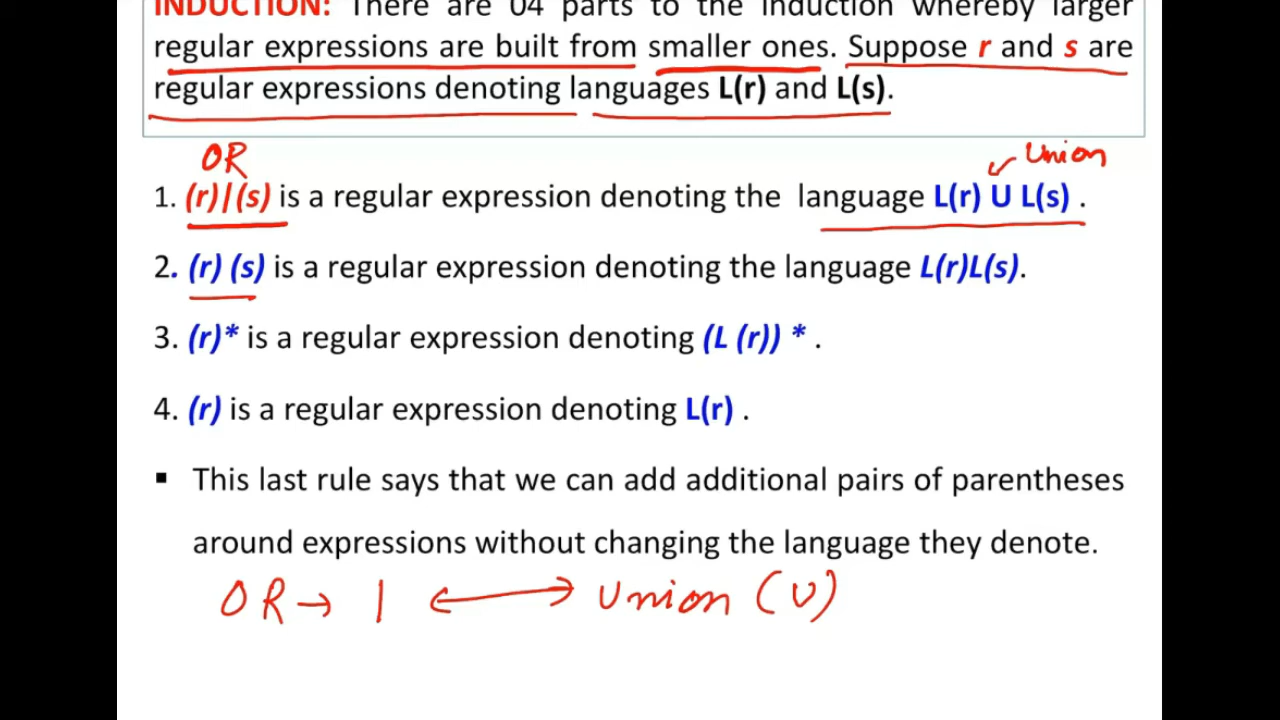 INDUCTION: There are 04 parts to the induction whereby larger
regular expressions are built from smaller ones. Suppose r and s are
regular expressions denoting languages L(r) and L(s).
OR
Union
1. (r)|(s) is a regular expression denoting the language L(r) U L(s) .
2. (r) (s) is a regular expression denoting the language L(r)L(s).
3. (r)* is a regular expression denoting (L (r)) * .
4. (r) is a regular expression denoting L(r) .
▪ This last rule says that we can add additional pairs of parentheses
around expressions without changing the language they denote.
OR → | ⟷ Union (U)